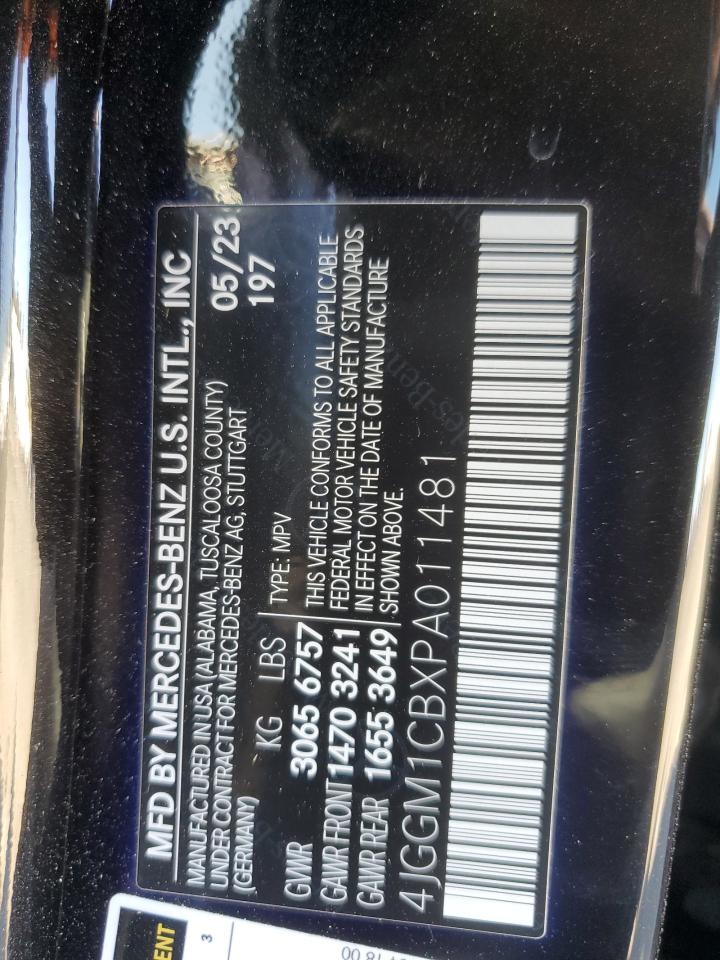 MFD BY MERCEDES-BENZ U.S. INTL., INC
MANUFACTURED IN USA (ALABAMA, TUSCALOOSA COUNTY)
UNDER CONTRACT FOR MERCEDES-BENZ AG, STUTTGART
(GERMANY)
05/23
197
KG LBS TYPE: MPV
GVWR 3065 6757
GAWR FRONT 1470 3241
GAWR REAR 1655 3649
THIS VEHICLE CONFORMS TO ALL APPLICABLE
FEDERAL MOTOR VEHICLE SAFETY STANDARDS
IN EFFECT ON THE DATE OF MANUFACTURE
SHOWN ABOVE.
4JGGM1CBXPA011481
3